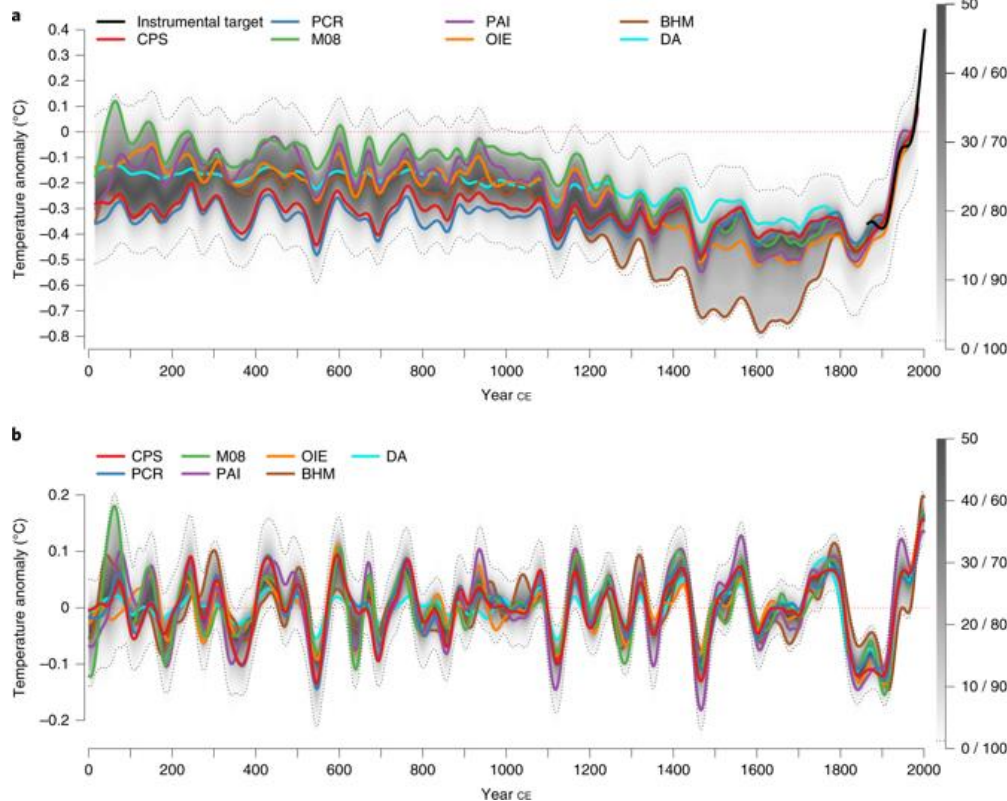 a
Instrumental target PCR PAI BHM
CPS M08 OIE DA
50
40 / 60
30 / 70
20 / 80
10 / 90
0 / 100
0.4
0.3
0.2
0.1
0
−0.1
−0.2
−0.3
−0.4
−0.5
−0.6
−0.7
−0.8
Temperature anomaly (°C)
0 200 400 600 800 1000 1200 1400 1600 1800 2000
Year CE
b
CPS M08 OIE DA
PCR PAI BHM
50
40 / 60
30 / 70
20 / 80
10 / 90
0 / 100
0.2
0.1
0
−0.1
−0.2
Temperature anomaly (°C)
0 200 400 600 800 1000 1200 1400 1600 1800 2000
Year CE